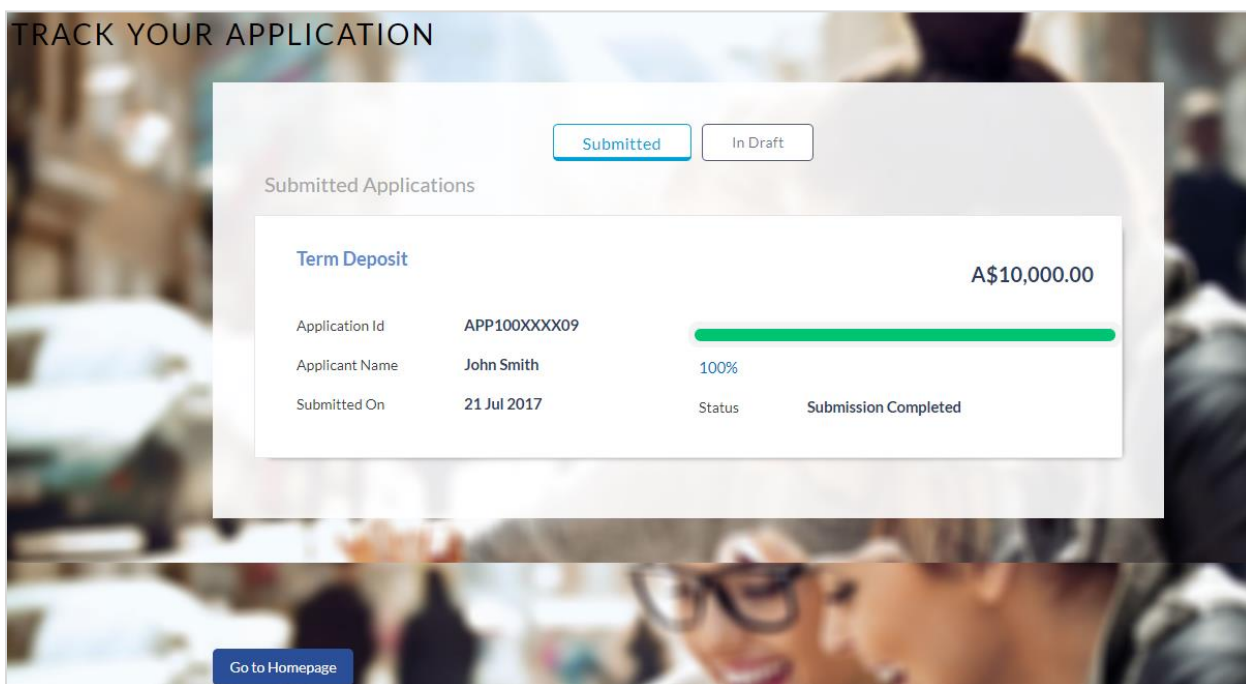 TRACK YOUR APPLICATION
Submitted
In Draft
Submitted Applications
Term Deposit
A$10,000.00
Application Id APP100XXXX09
Applicant Name John Smith
100%
Submitted On 21 Jul 2017
Status Submission Completed
Go to Homepage